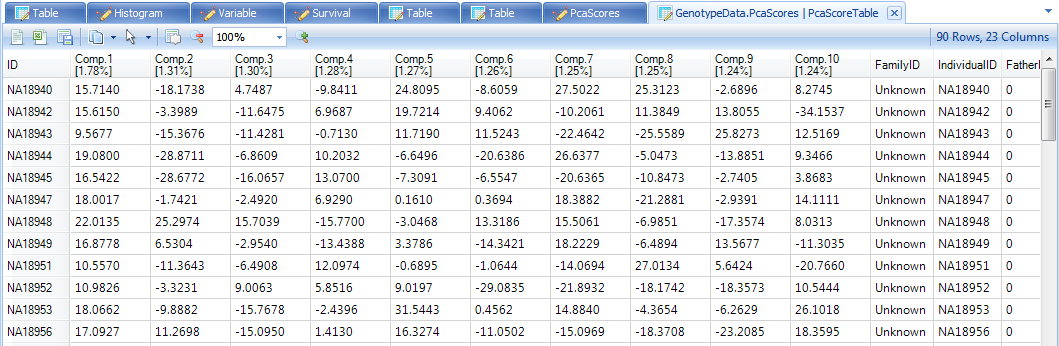 Table Histogram Variable Survival Table Table PcaScores GenotypeData.PcaScores | PcaScoreTable
100% 90 Rows, 23 Columns
ID Comp.1 [1.78%] Comp.2 [1.31%] Comp.3 [1.30%] Comp.4 [1.28%] Comp.5 [1.27%] Comp.6 [1.26%] Comp.7 [1.25%] Comp.8 [1.25%] Comp.9 [1.24%] Comp.10 [1.24%] FamilyID IndividualID FatherI
NA18940 15.7140 -18.1738 4.7487 -9.8411 24.8095 -8.6059 27.5022 25.3123 -2.6896 8.2745 Unknown NA18940 0
NA18942 15.6150 -3.3989 -11.6475 6.9687 19.7214 9.4062 -10.2061 11.3849 13.8055 -34.1537 Unknown NA18942 0
NA18943 9.5677 -15.3676 -11.4281 -0.7130 11.7190 11.5243 -22.4642 -25.5589 25.8273 12.5169 Unknown NA18943 0
NA18944 19.0800 -28.8711 -6.8609 10.2032 -6.6496 -20.6386 26.6377 -5.0473 -13.8851 9.3466 Unknown NA18944 0
NA18945 16.5422 -28.6772 -16.0657 13.0700 -7.3091 -6.5547 -20.6365 -10.8473 -2.7405 3.8683 Unknown NA18945 0
NA18947 18.0017 -1.7421 -2.4920 6.9290 0.1610 0.3694 18.3882 -21.2881 -2.9391 14.1111 Unknown NA18947 0
NA18948 22.0135 25.2974 15.7039 -15.7700 -3.0468 13.3186 15.5061 -6.9851 -17.3574 8.0313 Unknown NA18948 0
NA18949 16.8778 6.5304 -2.9540 -13.4388 3.3786 -14.3421 18.2229 -6.4894 13.5677 -11.3035 Unknown NA18949 0
NA18951 10.5570 -11.3643 -6.4908 12.0974 -0.6895 -1.0644 -14.0694 27.0134 5.6424 -20.7660 Unknown NA18951 0
NA18952 10.9826 -3.3231 9.0063 5.8516 9.0197 -29.0835 -21.8932 -18.1742 -18.3573 10.5444 Unknown NA18952 0
NA18953 18.0662 -9.8882 -15.7678 -2.4396 31.5443 0.4562 14.8840 -4.3654 -6.2629 26.1018 Unknown NA18953 0
NA18956 17.0927 11.2698 -15.0950 1.4130 16.3274 -11.0502 -15.0969 -18.3708 -23.2085 18.3595 Unknown NA18956 0